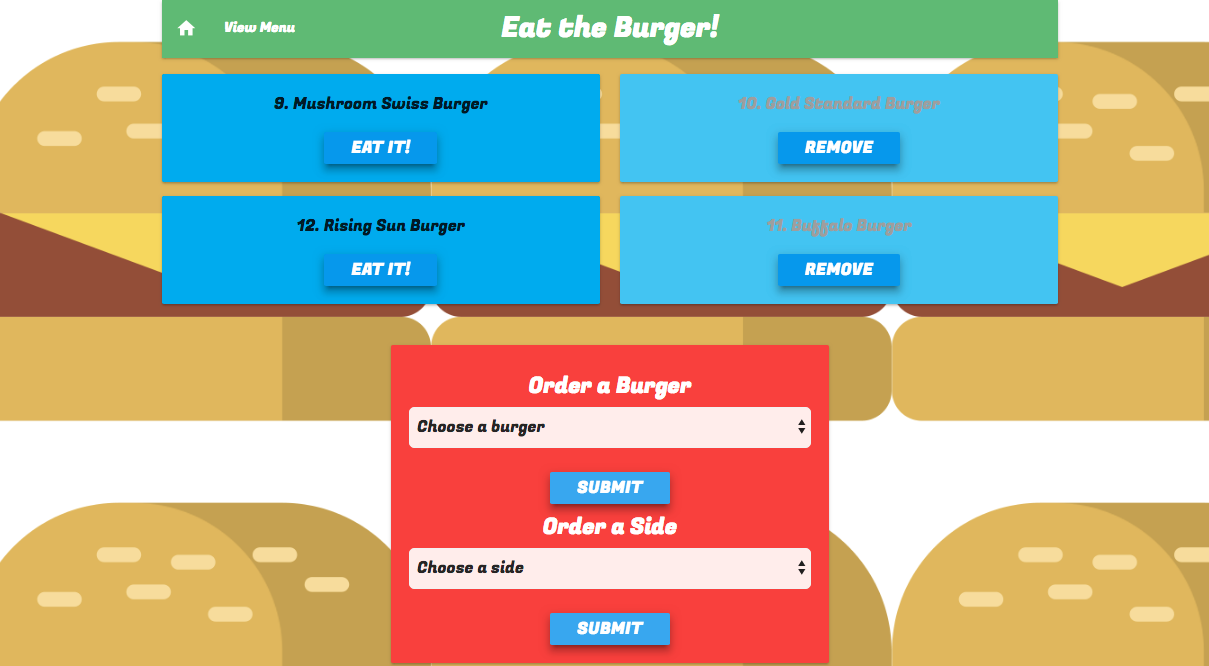 View Menu
Eat the Burger!
9. Mushroom Swiss Burger
EAT IT!
10. Gold Standard Burger
REMOVE
12. Rising Sun Burger
EAT IT!
11. Buffalo Burger
REMOVE
Order a Burger
Choose a burger
SUBMIT
Order a Side
Choose a side
SUBMIT